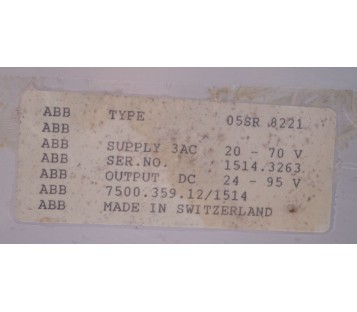 ABB TYPE 05SR 8221
ABB
ABB SUPPLY 3AC 20 - 70 V
ABB SER.NO. 1514.3263
ABB OUTPUT DC 24 - 95 V
ABB 7500.359.12/1514
ABB MADE IN SWITZERLAND